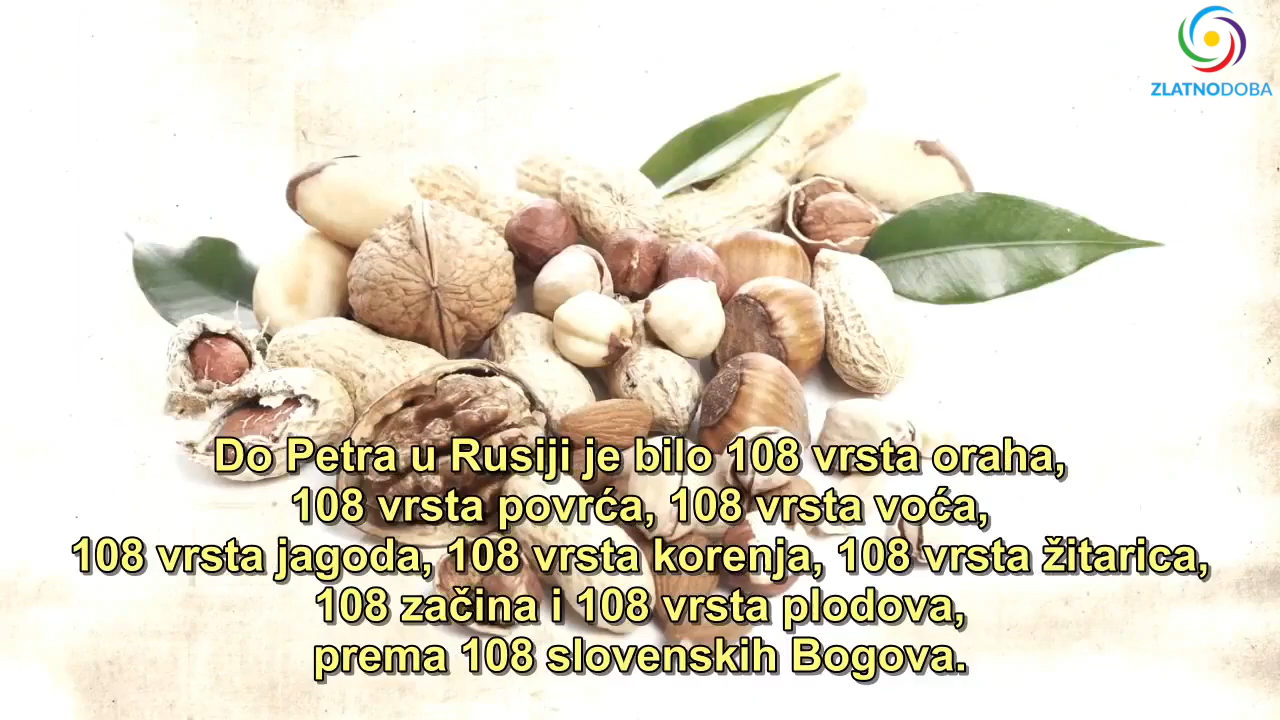 ZLATNODOBA
Do Petra u Rusiji je bilo 108 vrsta oraha,
108 vrsta povrća, 108 vrsta voća,
108 vrsta jagoda, 108 vrsta korenja, 108 vrsta žitarica,
108 začina i 108 vrsta plodova,
prema 108 slovenskih Bogova.